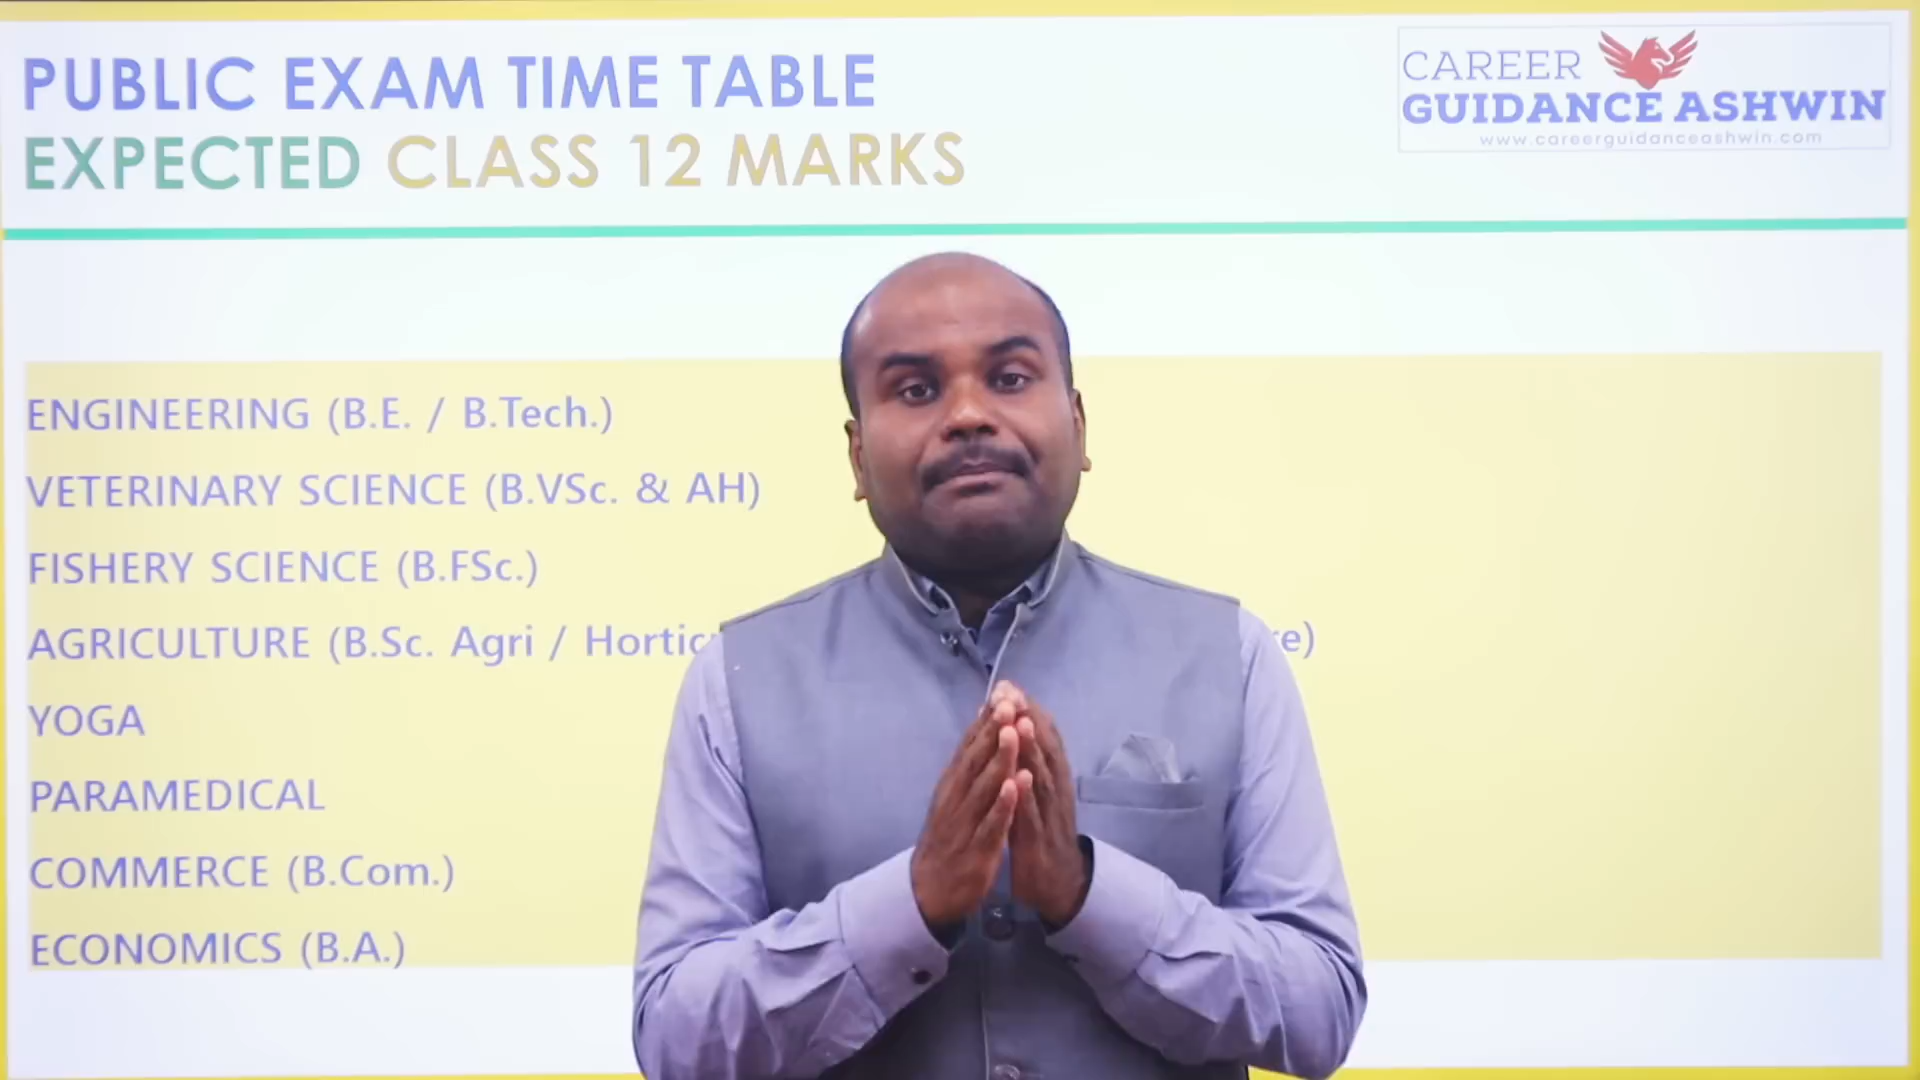 PUBLIC EXAM TIME TABLE
EXPECTED CLASS 12 MARKS
CAREER
GUIDANCE ASHWIN
www.careerguidanceashwin.com
ENGINEERING (B.E. / B.Tech.)
VETERINARY SCIENCE (B.VSc. & AH)
FISHERY SCIENCE (B.FSc.)
AGRICULTURE (B.Sc. Agri /
YOGA
PARAMEDICAL
COMMERCE (B.Com.)
ECONOMICS (B.A.)